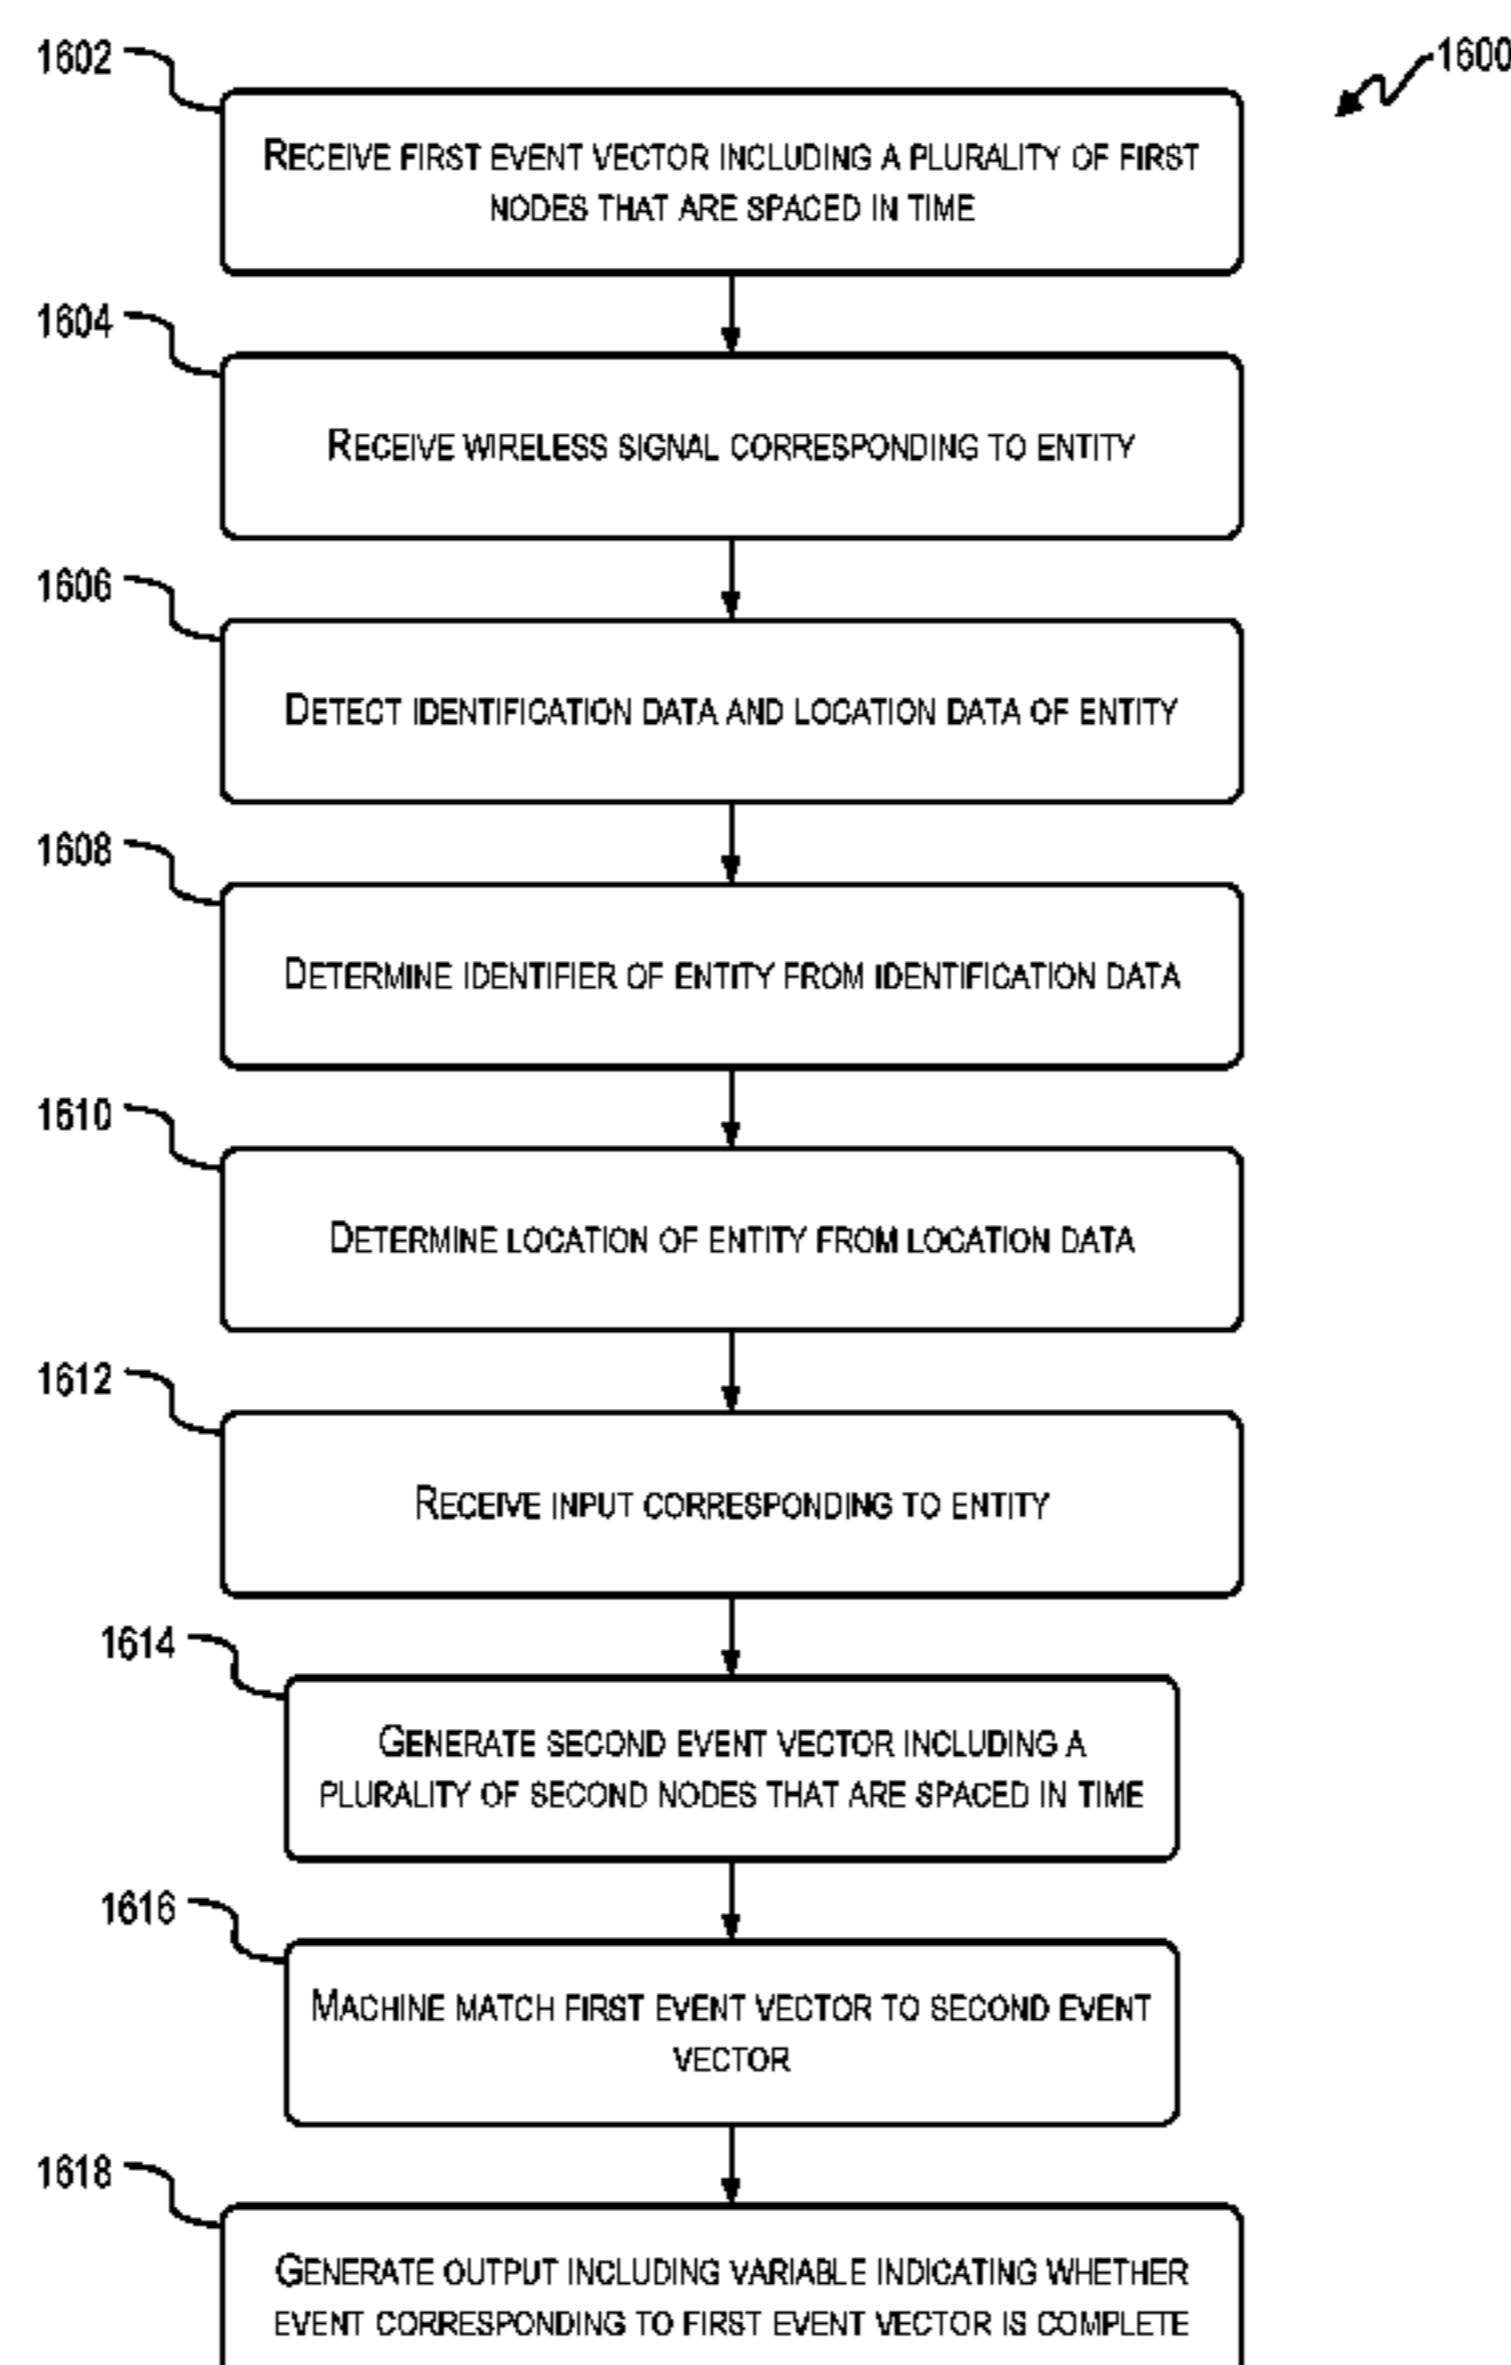 1600
1602
RECEIVE FIRST EVENT VECTOR INCLUDING A PLURALITY OF FIRST
NODES THAT ARE SPACED IN TIME
1604
RECEIVE WIRELESS SIGNAL CORRESPONDING TO ENTITY
1606
DETECT IDENTIFICATION DATA AND LOCATION DATA OF ENTITY
1608
DETERMINE IDENTIFIER OF ENTITY FROM IDENTIFICATION DATA
1610
DETERMINE LOCATION OF ENTITY FROM LOCATION DATA
1612
RECEIVE INPUT CORRESPONDING TO ENTITY
1614
GENERATE SECOND EVENT VECTOR INCLUDING A
PLURALITY OF SECOND NODES THAT ARE SPACED IN TIME
1616
MACHINE MATCH FIRST EVENT VECTOR TO SECOND EVENT
VECTOR
1618
GENERATE OUTPUT INCLUDING VARIABLE INDICATING WHETHER
EVENT CORRESPONDING TO FIRST EVENT VECTOR IS COMPLETE